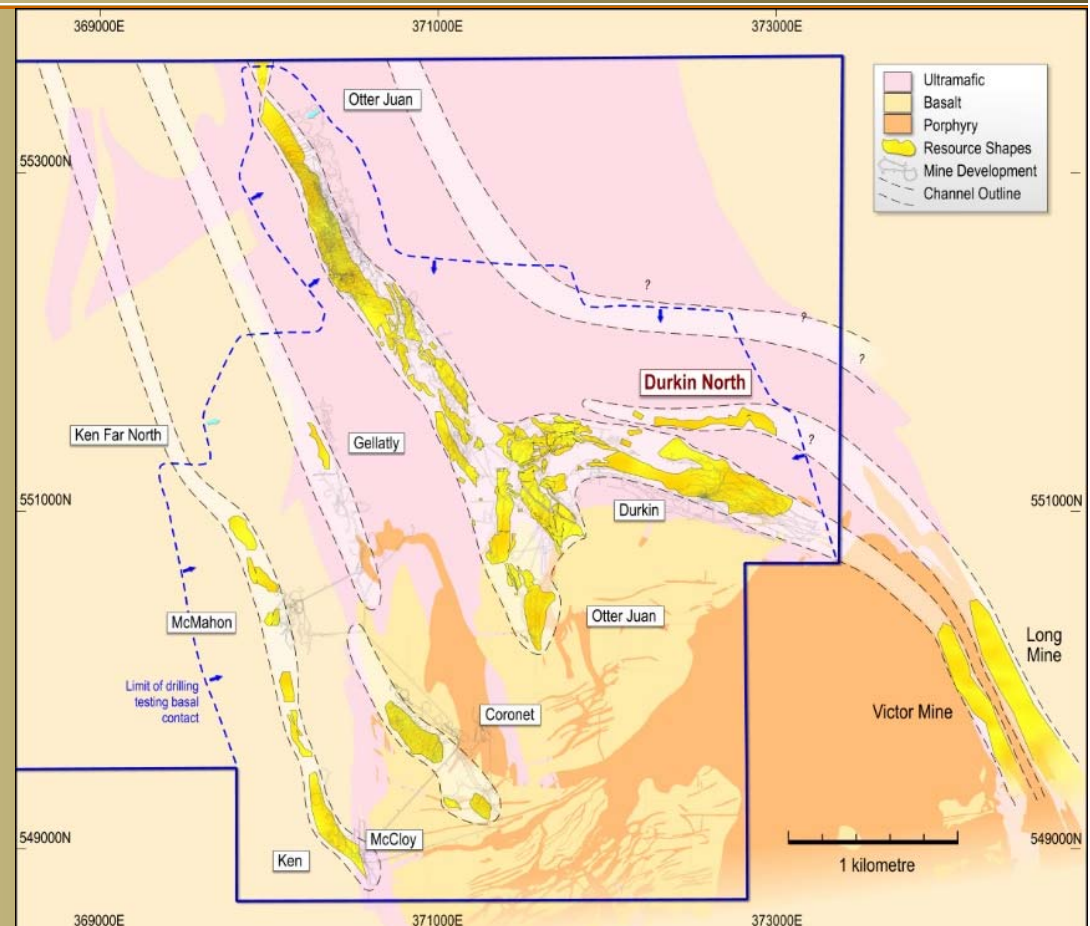 369000E
371000E
373000E
Otter Juan
Ultramafic
Basalt
Porphyry
Resource Shapes
Mine Development
Channel Outline
553000N
?
?
?
Durkin North
Ken Far North
Gellatly
?
551000N
551000N
Durkin
McMahon
Otter Juan
Long
Mine
Limit of drilling
testing basal
contact
Coronet
Victor Mine
549000N
McCloy
549000N
Ken
1 kilometre
369000E
371000E
373000E